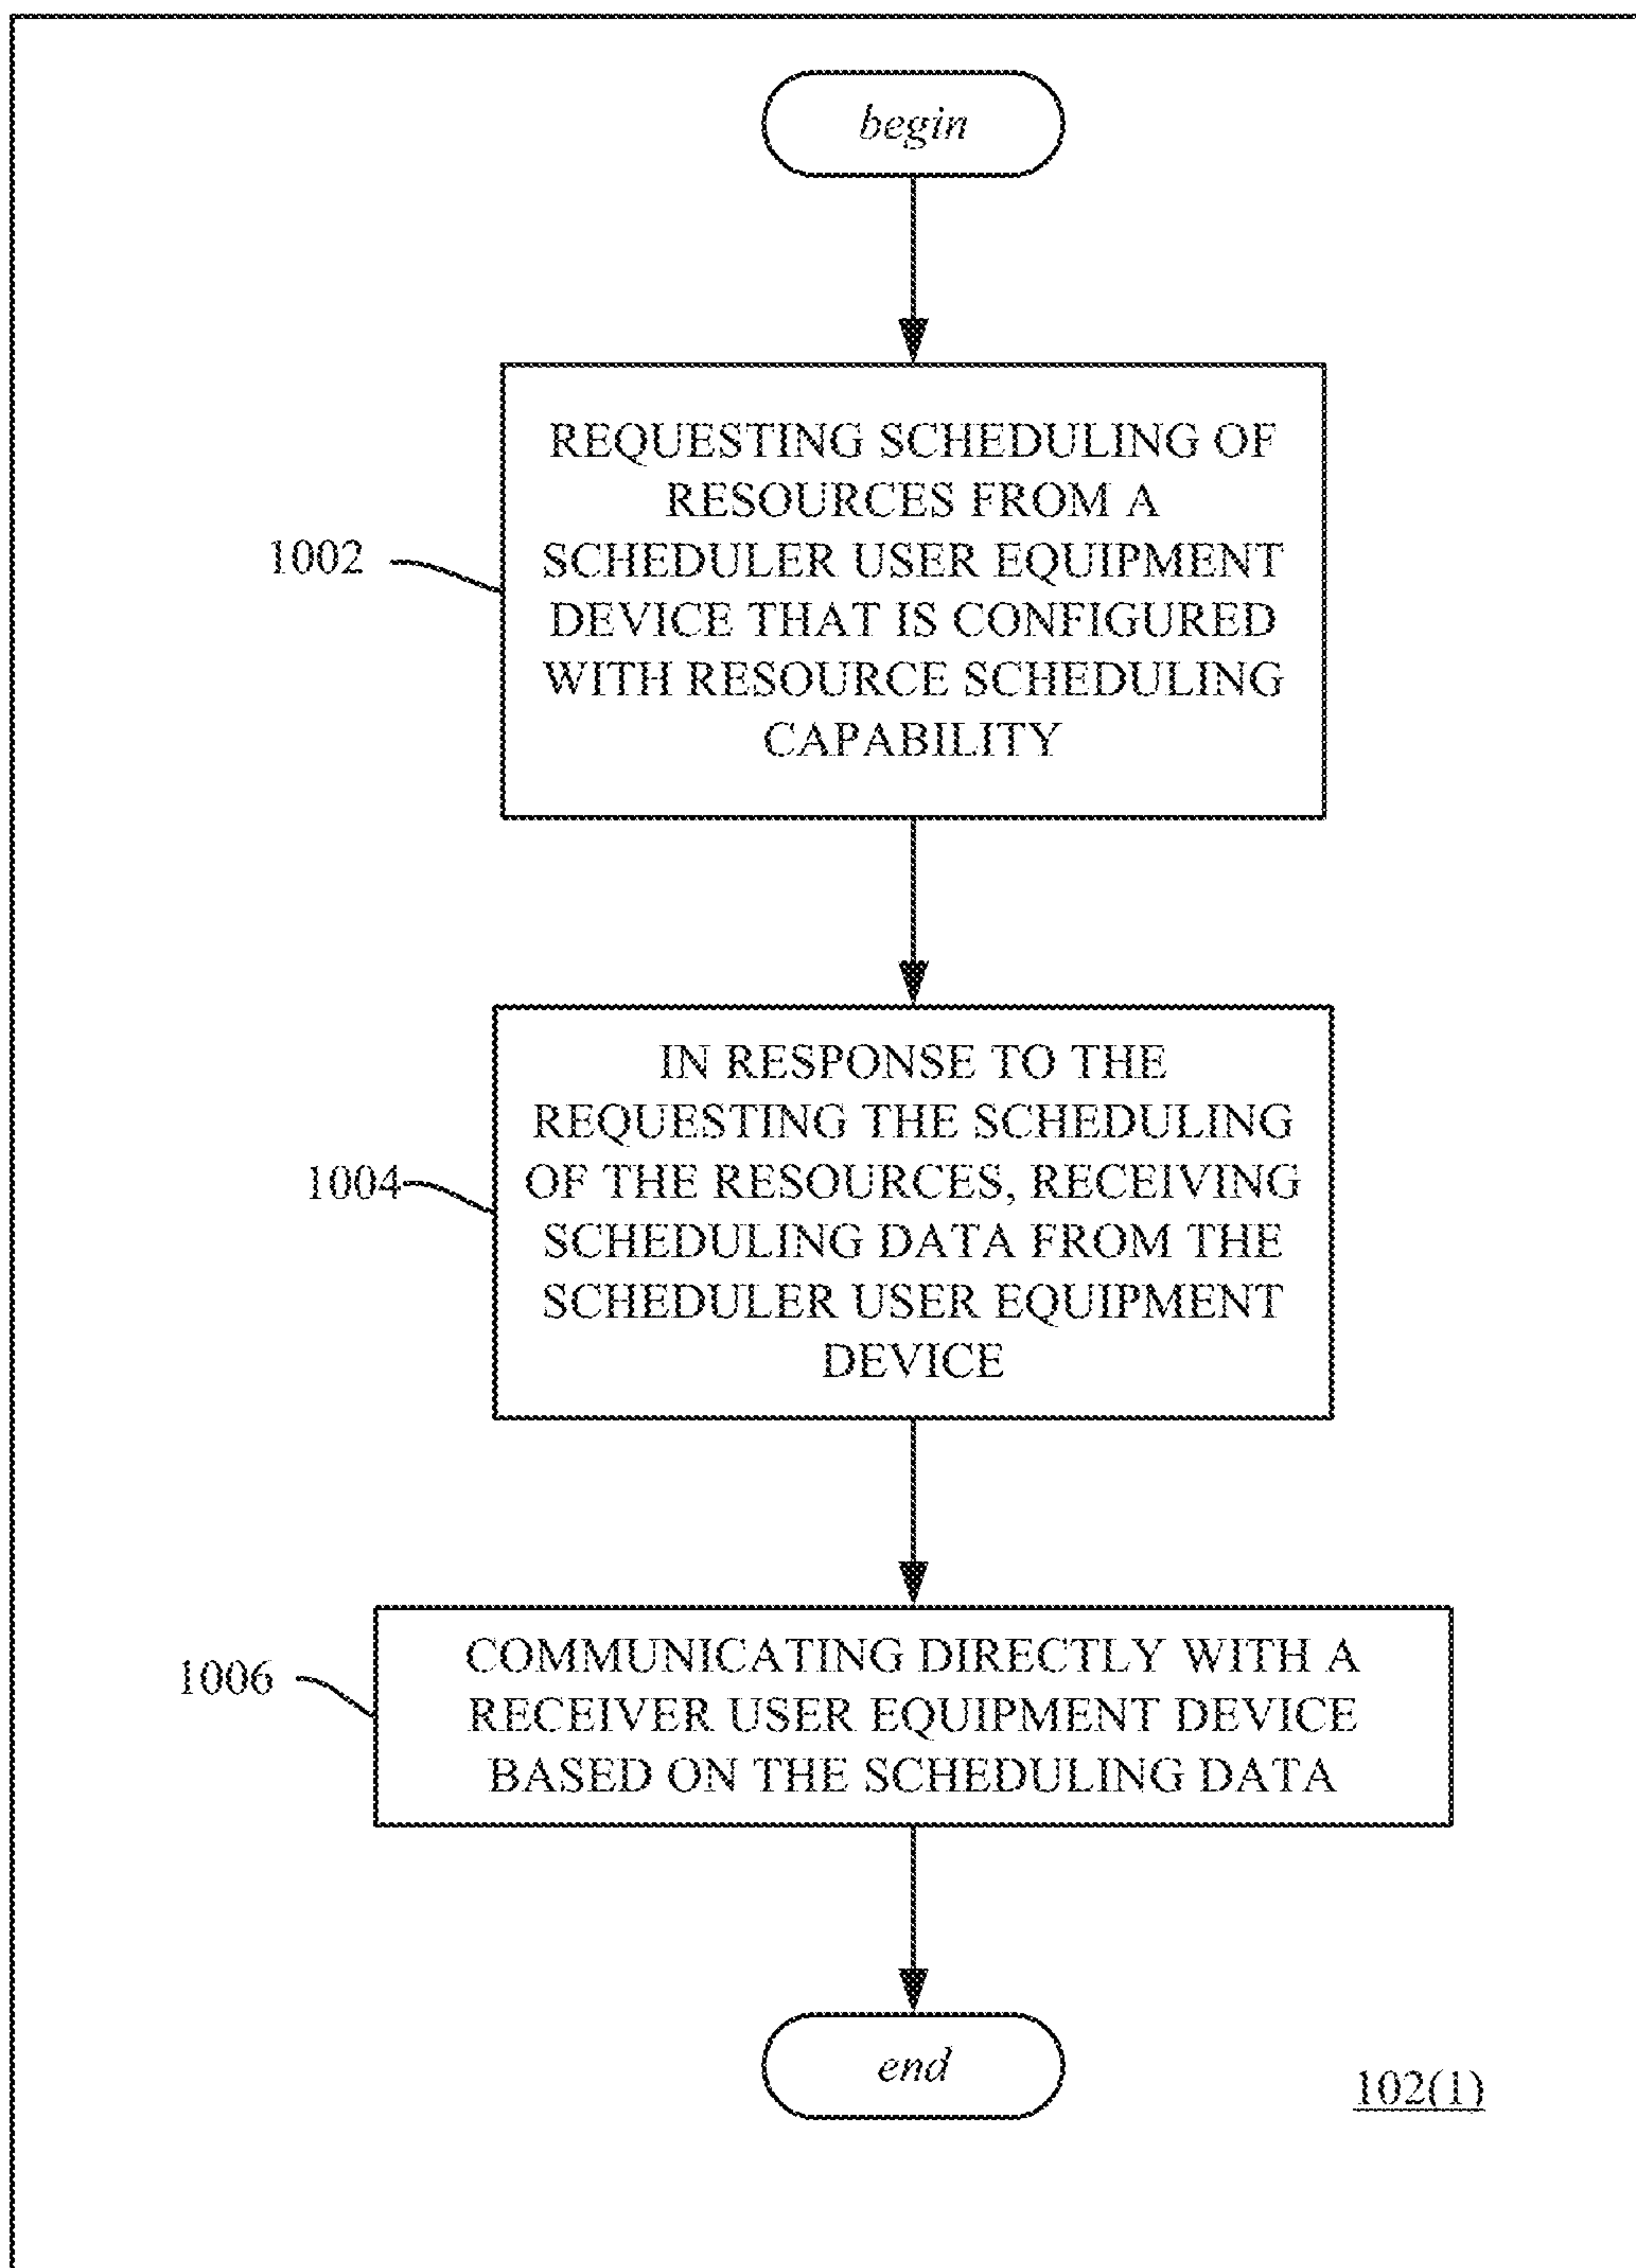 begin
REQUESTING SCHEDULING OF
RESOURCES FROM A
SCHEDULER USER EQUIPMENT
DEVICE THAT IS CONFIGURED
WITH RESOURCE SCHEDULING
CAPABILITY
1002
IN RESPONSE TO THE
REQUESTING THE SCHEDULING
OF THE RESOURCES, RECEIVING
SCHEDULING DATA FROM THE
SCHEDULER USER EQUIPMENT
DEVICE
1004
COMMUNICATING DIRECTLY WITH A
RECEIVER USER EQUIPMENT DEVICE
BASED ON THE SCHEDULING DATA
1006
end
102(1)